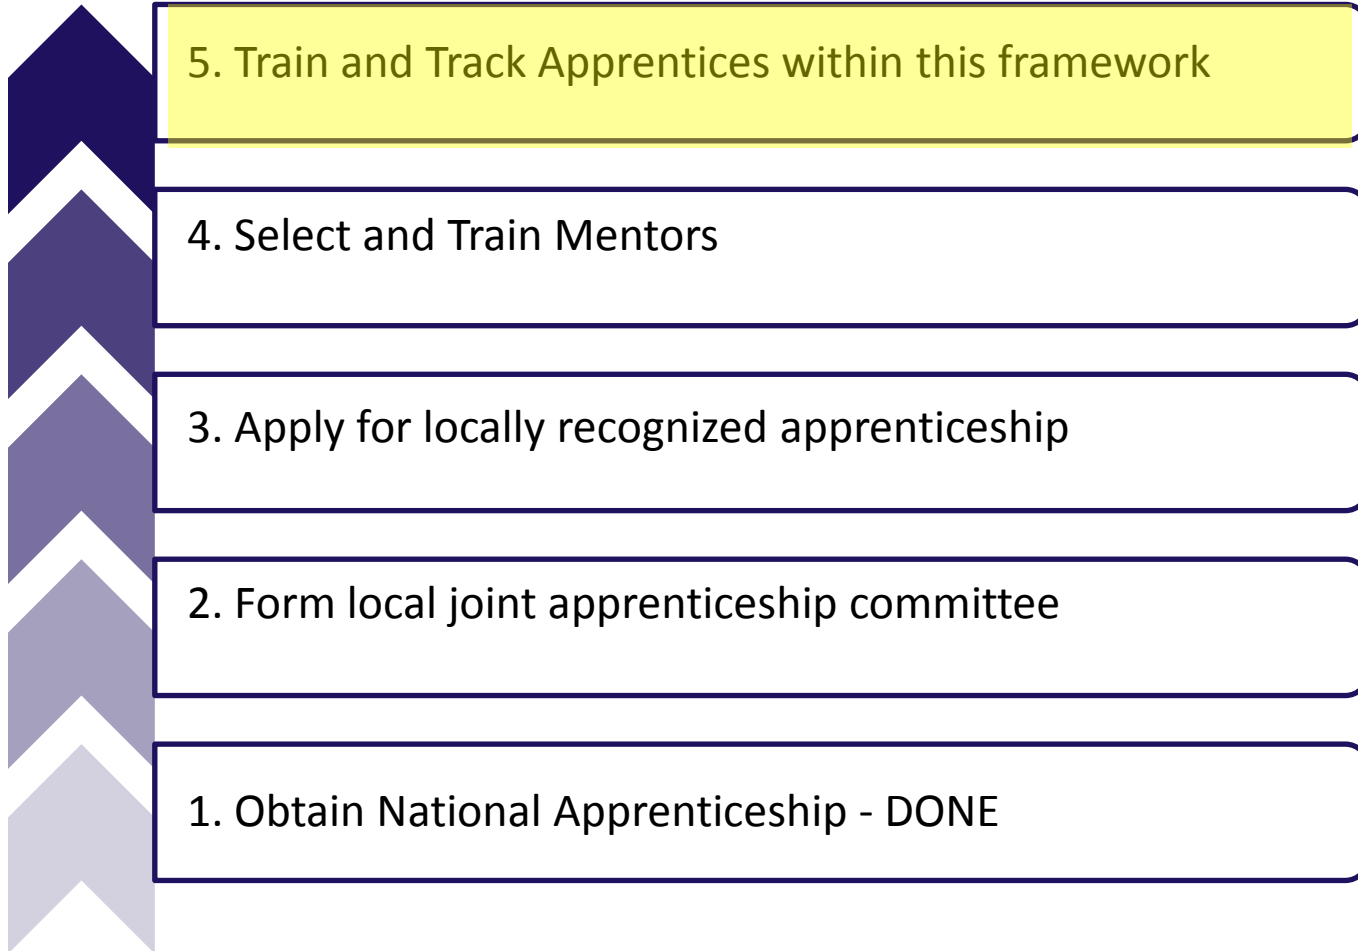 5. Train and Track Apprentices within this framework
4. Select and Train Mentors
3. Apply for locally recognized apprenticeship
2. Form local joint apprenticeship committee
1. Obtain National Apprenticeship - DONE